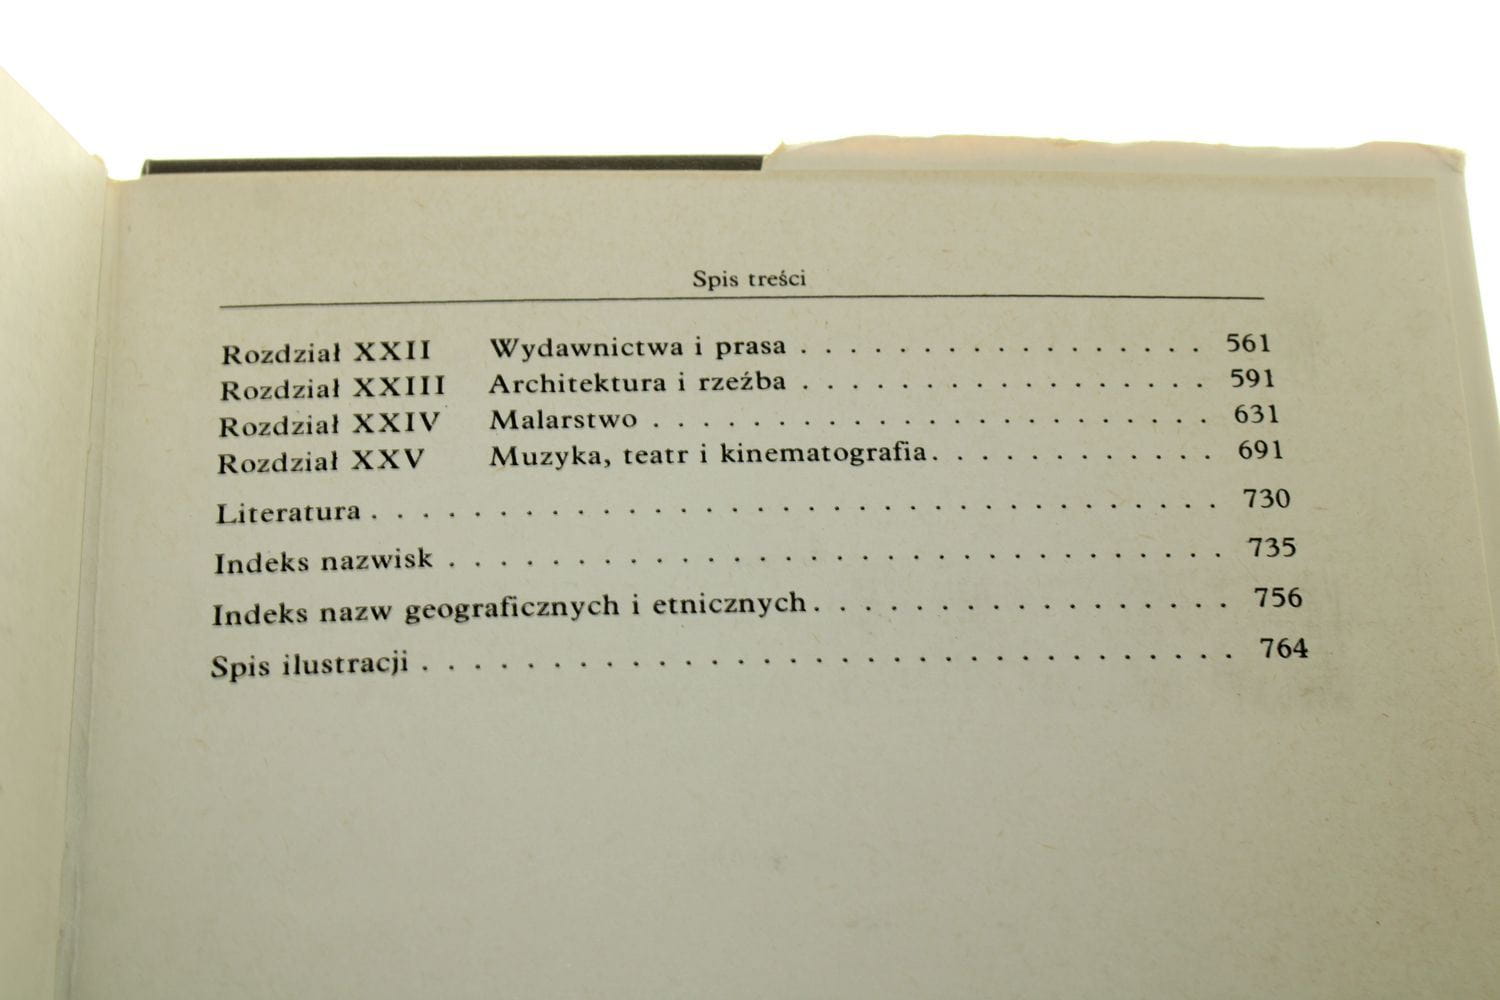 Spis treści
Rozdział XXII Wydawnictwa i prasa . . . . . . . . . . . . . . . . . 561
Rozdział XXIII Architektura i rzeźba . . . . . . . . . . . . . . . . . 591
Rozdział XXIV Malarstwo . . . . . . . . . . . . . . . . . . . . . . . 631
Rozdział XXV Muzyka, teatr i kinematografia . . . . . . . . . . . . 691
Literatura . . . . . . . . . . . . . . . . . . . . . . . . . . . . . . . . . 730
Indeks nazwisk . . . . . . . . . . . . . . . . . . . . . . . . . . . . . . 735
Indeks nazw geograficznych i etnicznych . . . . . . . . . . . . . . . . . 756
Spis ilustracji . . . . . . . . . . . . . . . . . . . . . . . . . . . . . . . 764